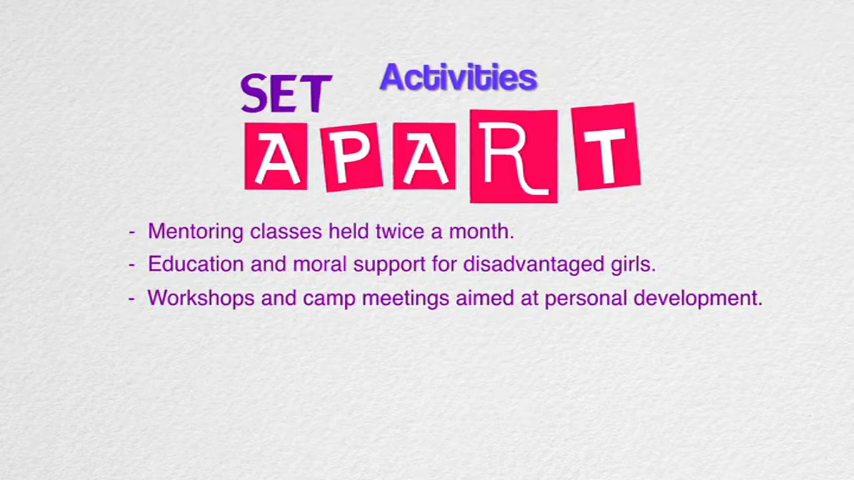 SET Activities
APART
- Mentoring classes held twice a month.
- Education and moral support for disadvantaged girls.
- Workshops and camp meetings aimed at personal development.